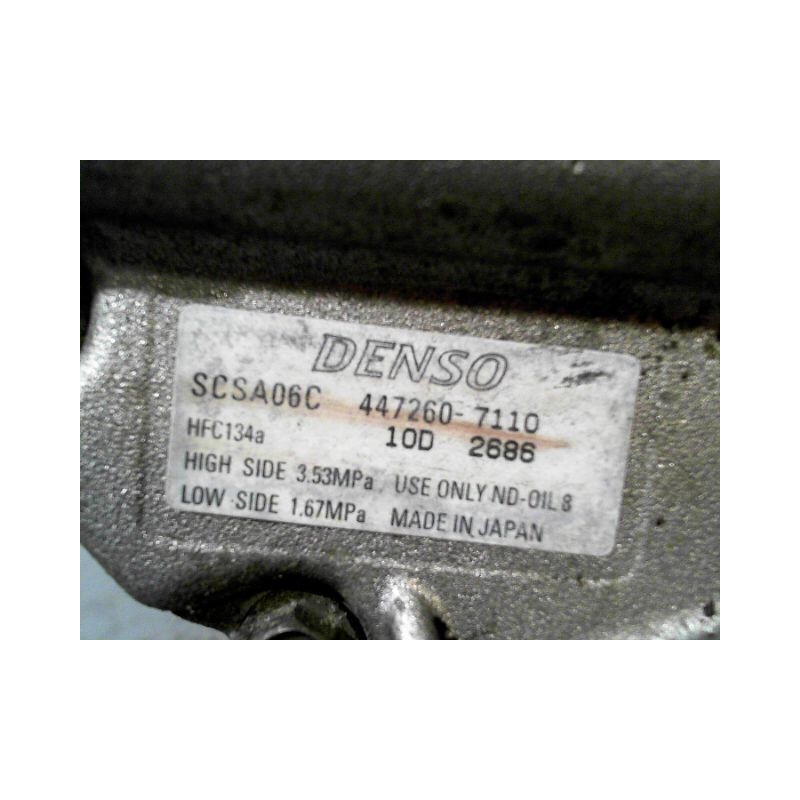 DENSO
SCSA06C 447260-7110
HFC134a 10D 2686
HIGH SIDE 3.53MPa USE ONLY ND-OIL 8
LOW SIDE 1.67MPa MADE IN JAPAN